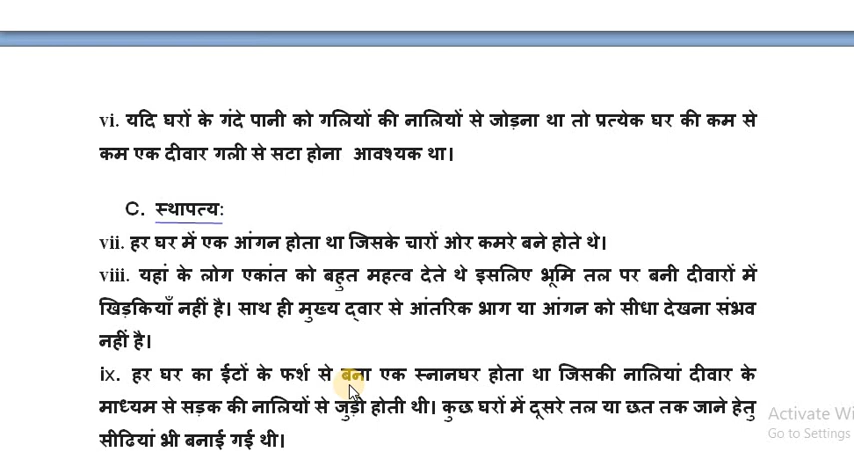 vi. यदि घरों के गंदे पानी को गलियों की नालियों से जोड़ना था तो प्रत्येक घर की कम से
कम एक दीवार गली से सटा होना आवश्यक था।
C. स्थापत्य:
vii. हर घर में एक आंगन होता था जिसके चारों ओर कमरे बने होते थे।
viii. यहां के लोग एकांत को बहुत महत्व देते थे इसलिए भूमि तल पर बनी दीवारों में
खिड़कियाँ नहीं है। साथ ही मुख्य द्वार से आंतरिक भाग या आंगन को सीधा देखना संभव
नहीं है।
ix. हर घर का ईंटों के फर्श से बना एक स्नानघर होता था जिसकी नालियां दीवार के
माध्यम से सड़क की नालियों से जुड़ी होती थी। कुछ घरों में दूसरे तल या छत तक जाने हेतु
सीढियां भी बनाई गई थी।
Activate Wi
Go to Settings